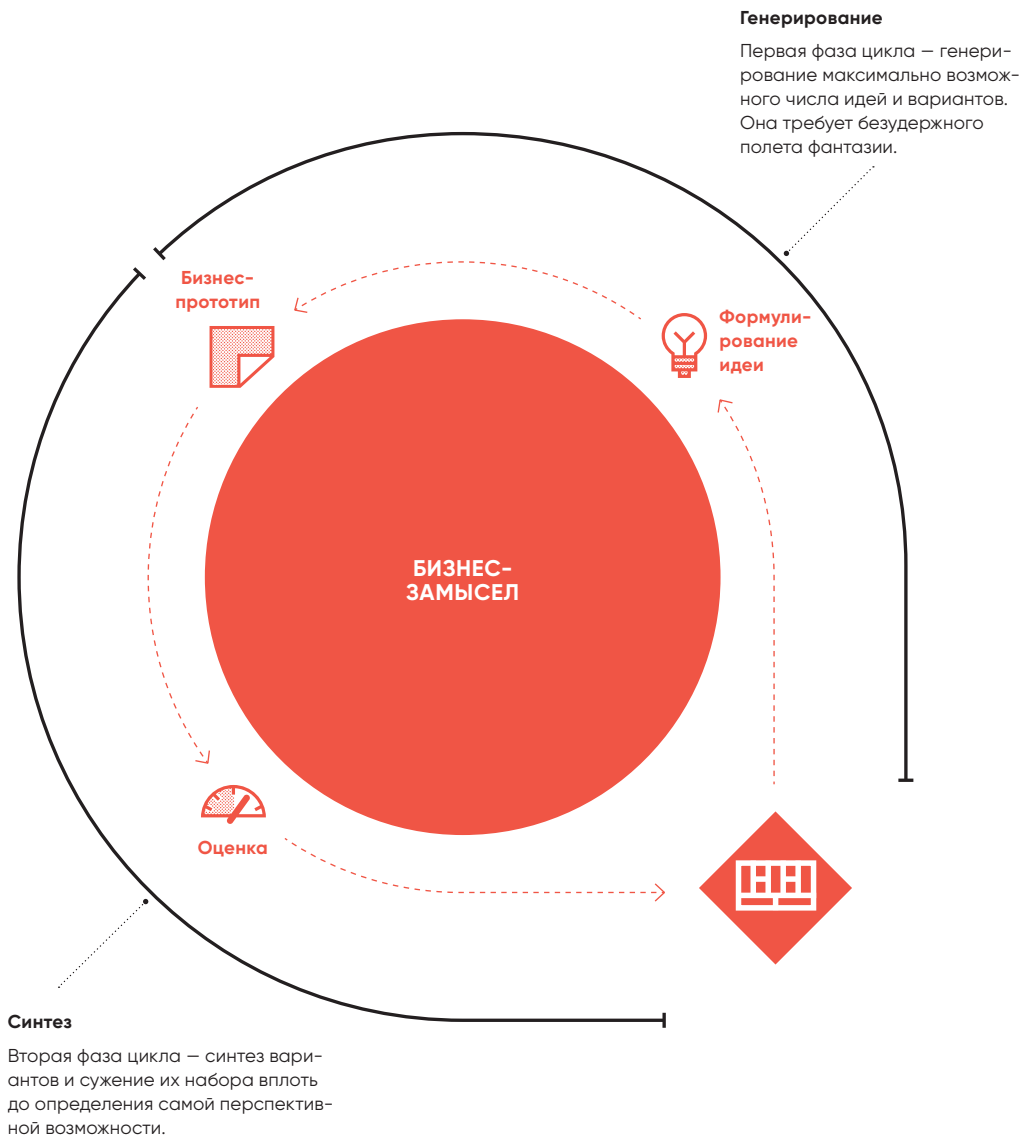 Генерирование
Первая фаза цикла — генери-
рование максимально возмож-
ного числа идей и вариантов.
Она требует безудержного
полета фантазии.
Бизнес-
прототип
Формули-
рование
идеи
БИЗНЕС-
ЗАМЫСЕЛ
Оценка
Синтез
Вторая фаза цикла — синтез вари-
антов и сужение их набора вплоть
до определения самой перспектив-
ной возможности.